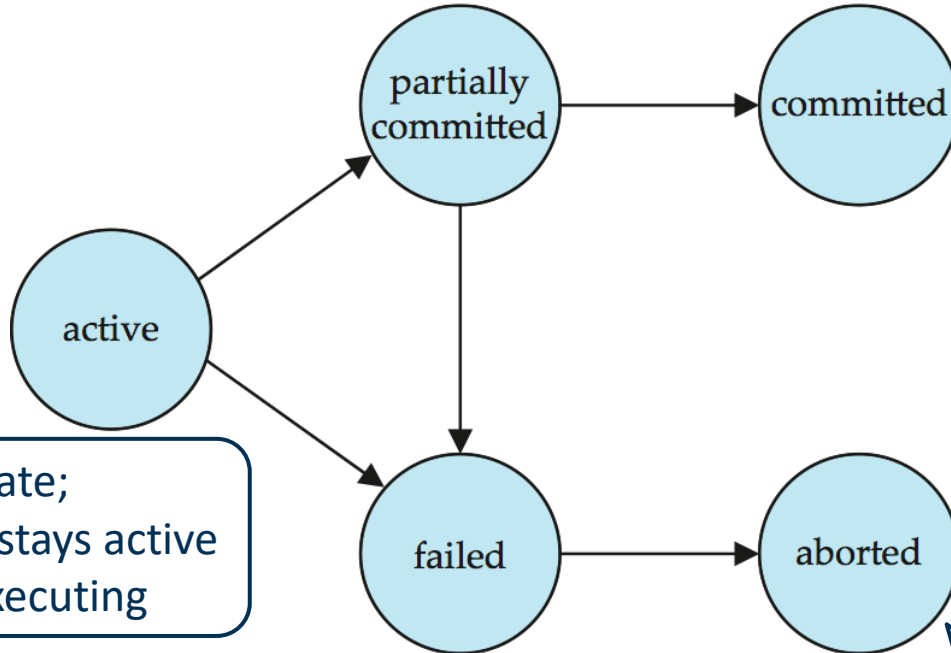 partially
committed
committed
active
ate;
stays active
xecuting
failed
aborted